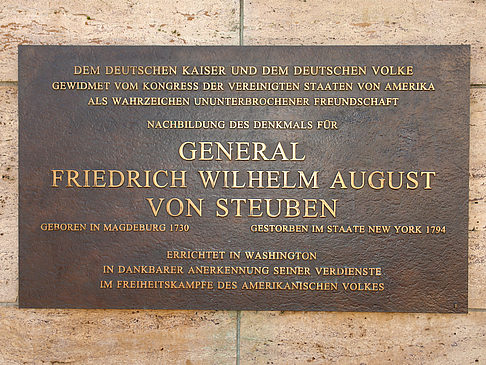 DEM DEUTSCHEN KAISER UND DEM DEUTSCHEN VOLKE
GEWIDMET VOM KONGRESS DER VEREINIGTEN STAATEN VON AMERIKA
ALS WAHRZEICHEN UNUNTERBROCHENER FREUNDSCHAFT
NACHBILDUNG DES DENKMALS FÜR
GENERAL
FRIEDRICH WILHELM AUGUST
VON STEUBEN
GEBOREN IN MAGDEBURG 1730 GESTORBEN IM STAATE NEW YORK 1794
ERRICHTET IN WASHINGTON
IN DANKBARER ANERKENNUNG SEINER VERDIENSTE
IM FREIHEITSKAMPFE DES AMERIKANISCHEN VOLKES